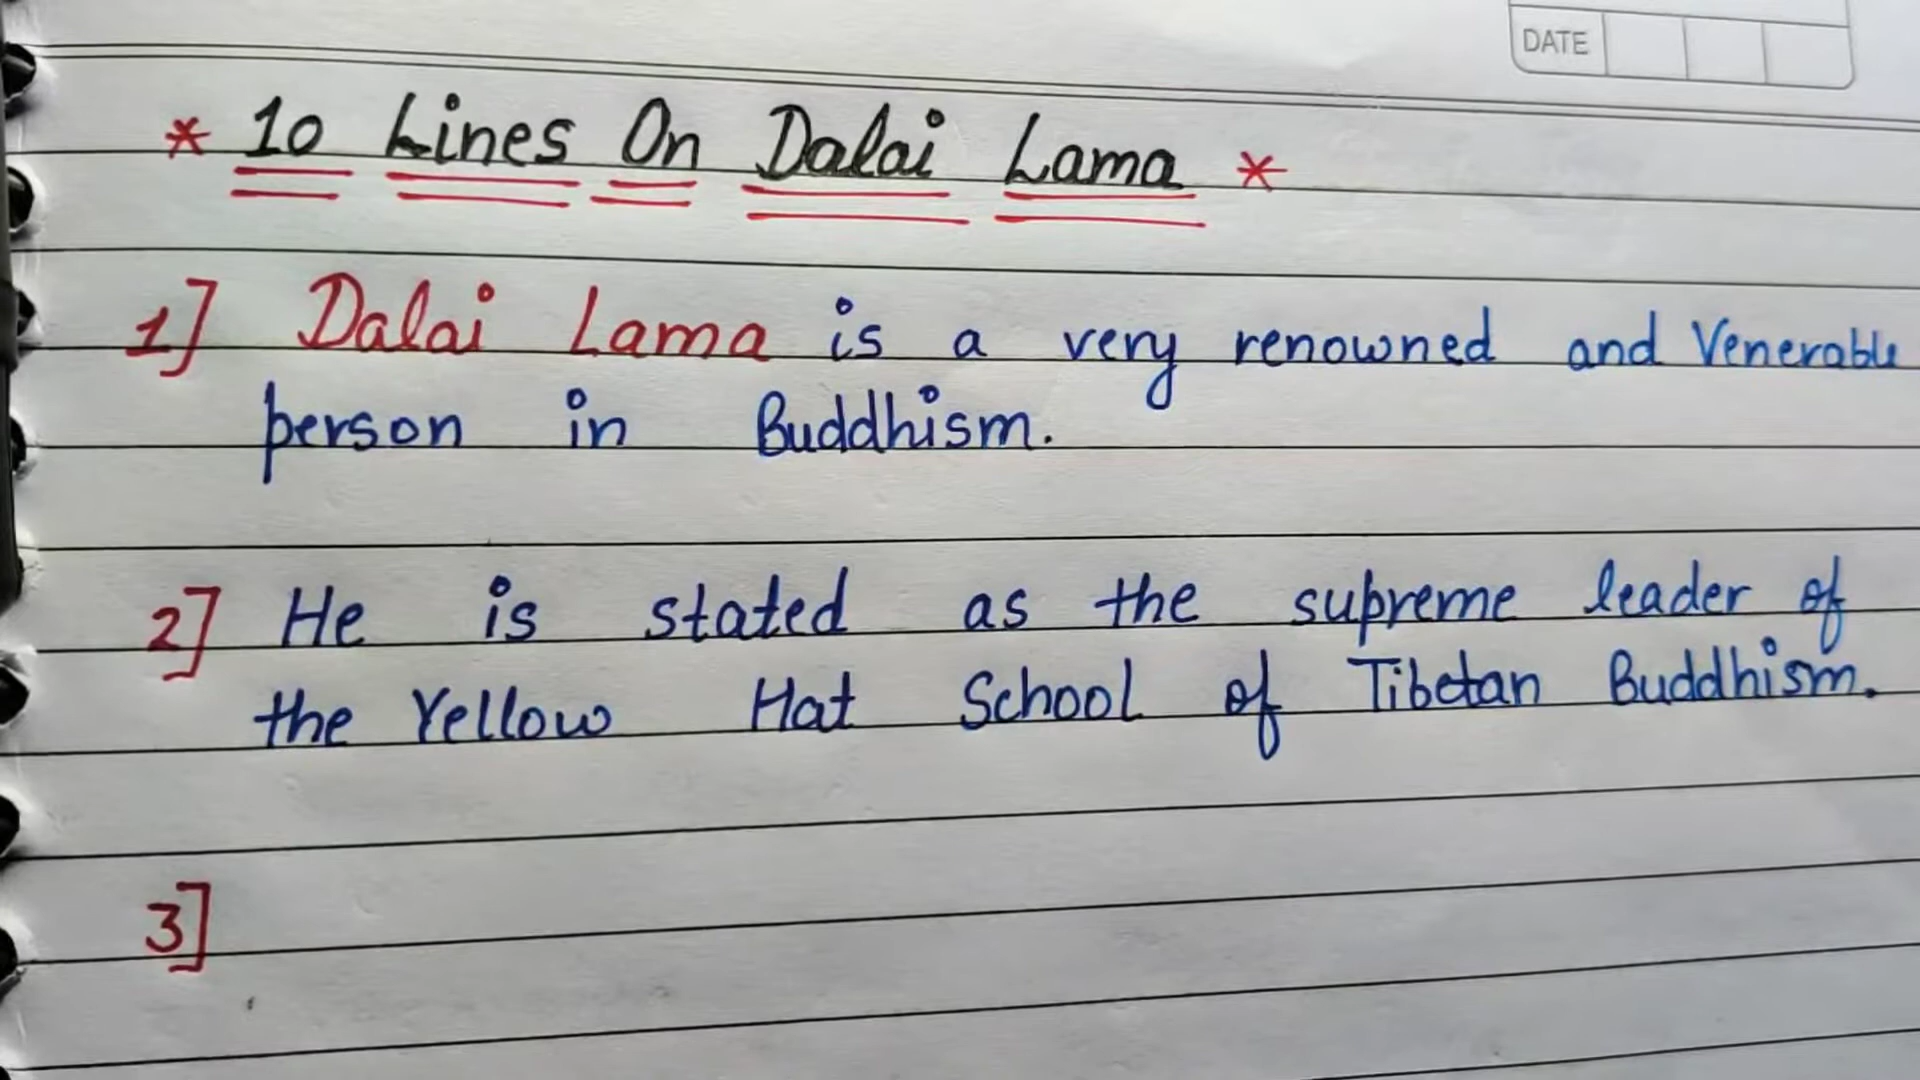 DATE
* 10 Lines On Dalai Lama *
1] Dalai Lama is a very renowned and Venerable
person in Buddhism.
2] He is stated as the supreme leader of
the Yellow Hat School of Tibetan Buddhism.
3]